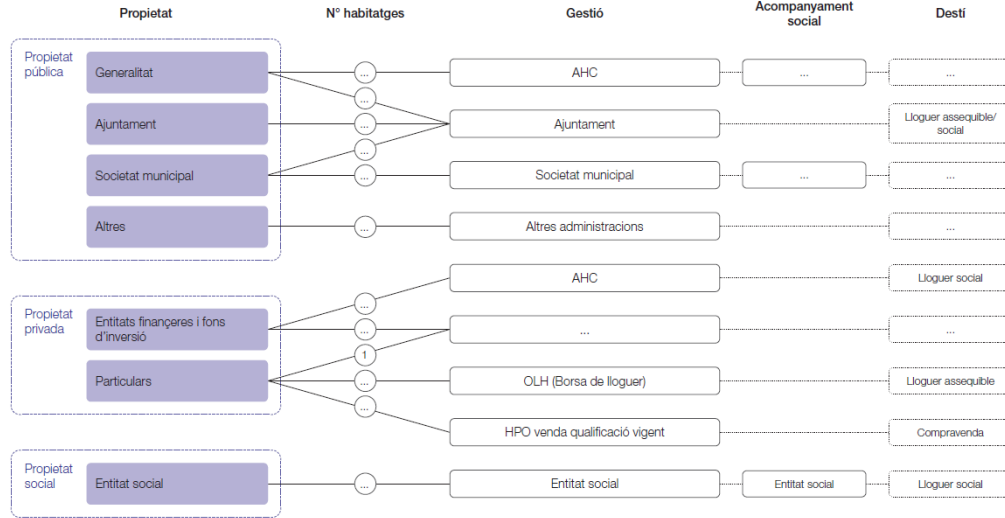 Propietat
N° habitatges
Gestió
Acompanyament
social
Destí
Propietat
pública
Generalitat
...
AHC
...
...
...
Ajuntament
...
Ajuntament
Lloguer assequible/
social
...
Societat municipal
...
Societat municipal
...
...
Altres
...
Altres administracions
...
AHC
Lloguer social
Propietat
privada
...
Entitats finançeres i fons
d'inversió
...
...
...
1
Particulars
...
OLH (Borsa de lloguer)
Lloguer assequible
...
HPO venda qualificació vigent
Compravenda
Propietat
social
Entitat social
...
Entitat social
Entitat social
Lloguer social